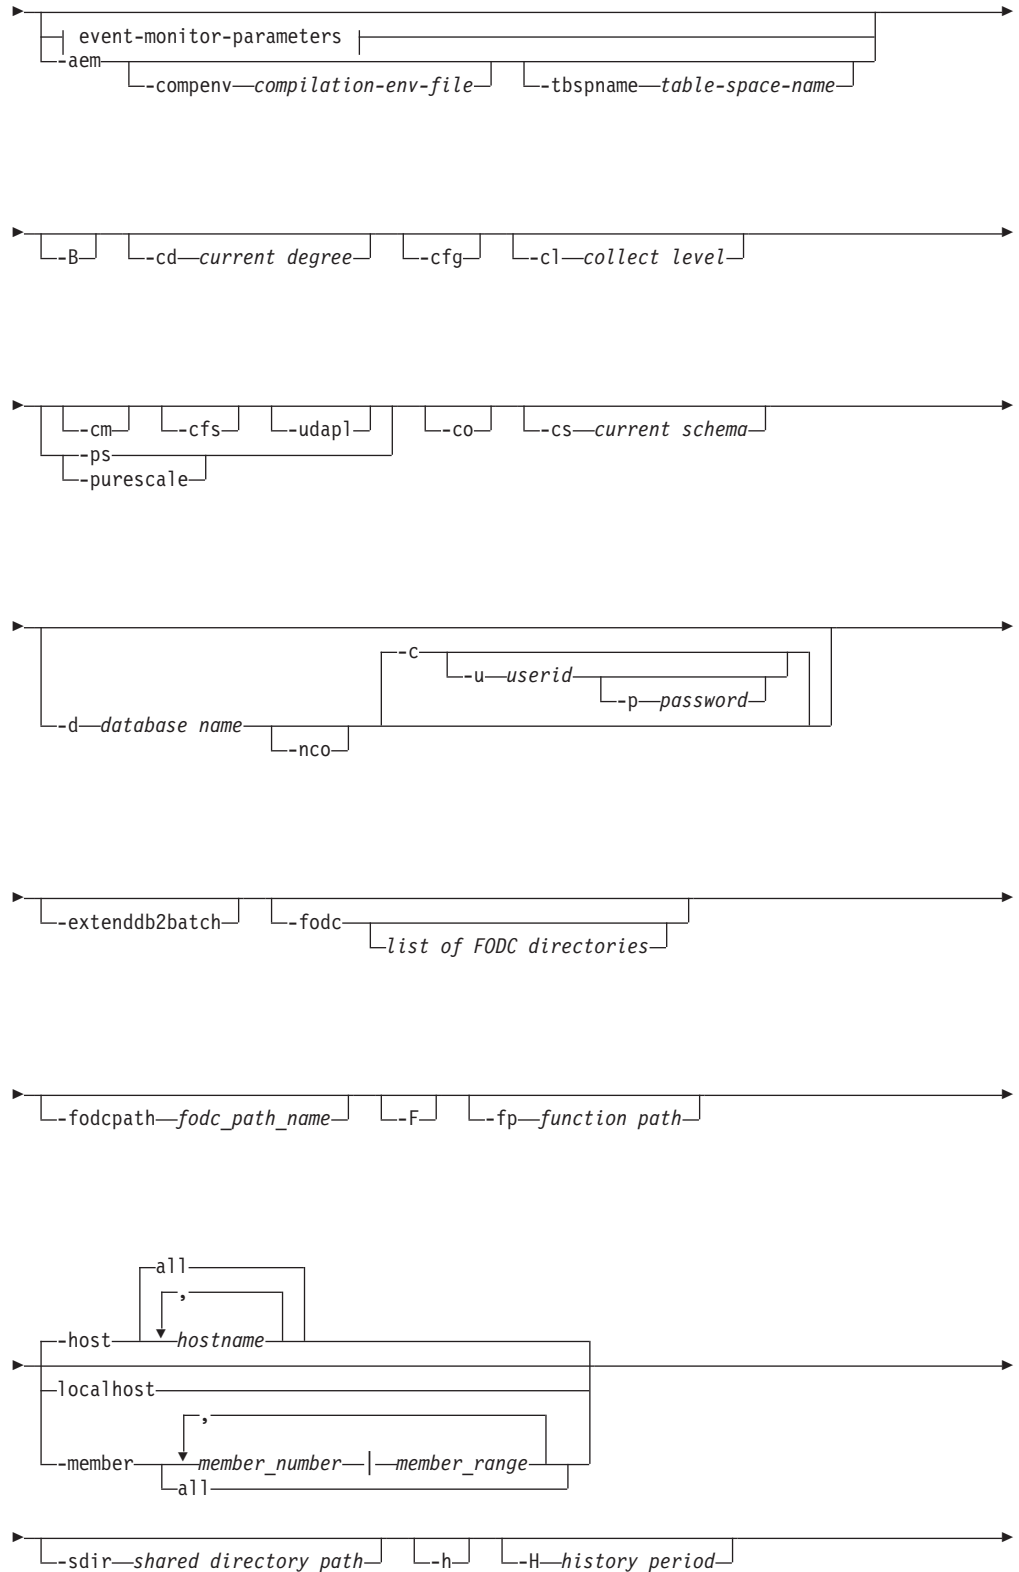 event-monitor-parameters
-aem
-compenv compilation-env-file -tbspname table-space-name
-B -cd current degree -cfg -cl collect level
-cm -cfs -udapl -co -cs current schema
-ps
-purescale
-c
-u userid
-p password
-d database name
-nco
-extenddb2batch -fodc
list of FODC directories
-fodcpath fodc_path_name -F -fp function path
all
,
-host hostname
localhost
,
-member member_number | member_range
all
-sdir shared directory path -h -H history period